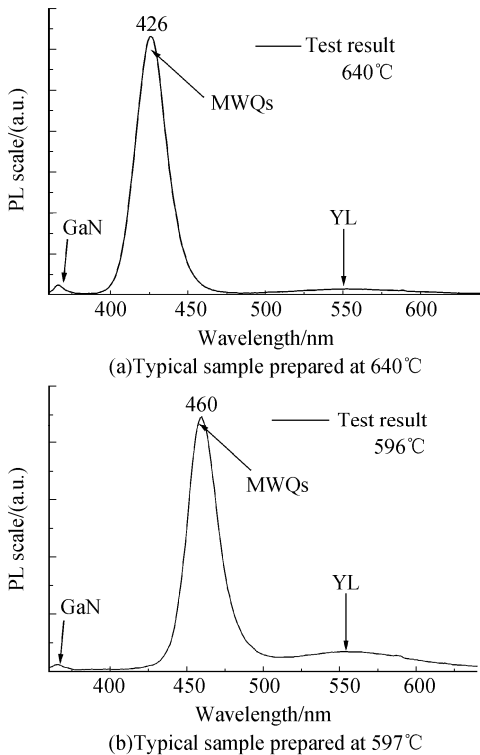 426
Test result
640℃
MWQs
PL scale/(a.u.)
GaN
YL
400 450 500 550 600
Wavelength/nm
(a)Typical sample prepared at 640℃
460
Test result
596℃
MWQs
PL scale/(a.u.)
GaN
YL
400 450 500 550 600
Wavelength/nm
(b)Typical sample prepared at 597℃